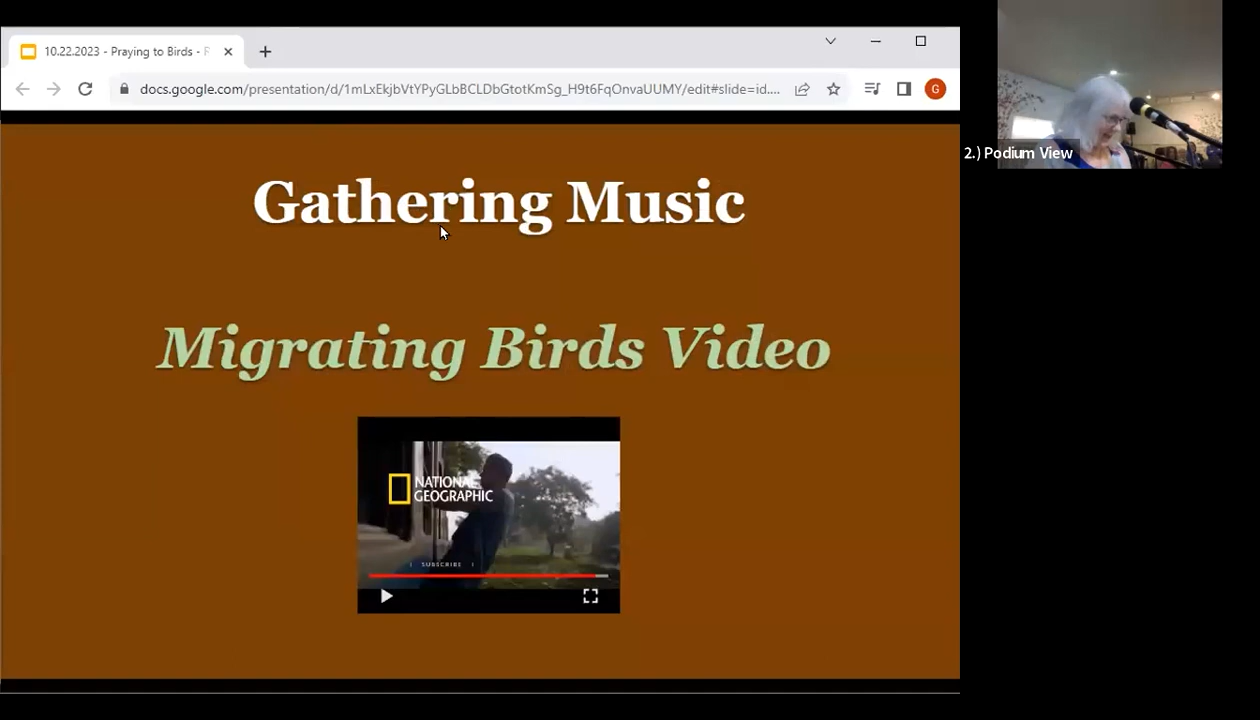 10.22.2023 - Praying to Birds - R
docs.google.com/presentation/d/1mLxEkjbVtYPyGLbBCLDbGtotKmSg_H9t6FqOnvaUUMY/edit#slide=id....
G
2.) Podium View
Gathering Music
Migrating Birds Video
NATIONAL
GEOGRAPHIC
SUBSCRIBE